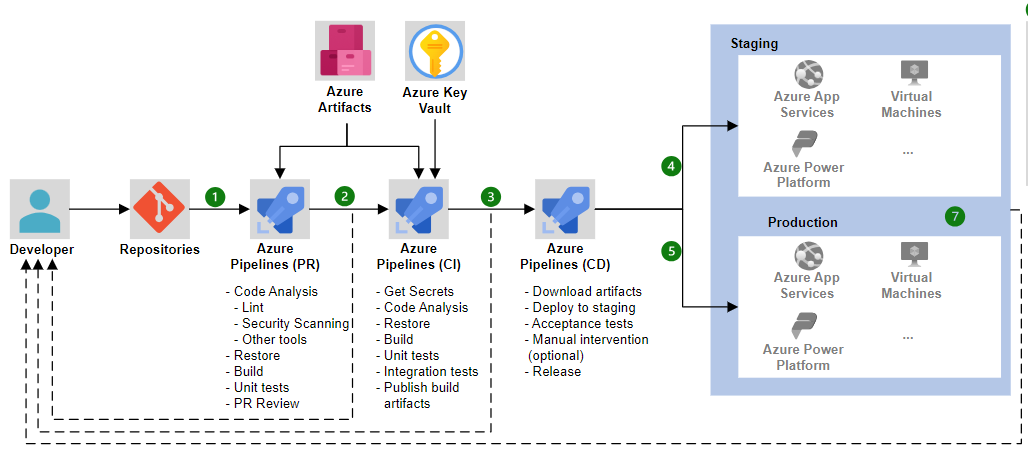 Azure
Artifacts
Azure Key
Vault
Staging
Azure App
Services
Virtual
Machines
Azure Power
Platform
...
1
2
3
4
5
7
Developer
Repositories
Azure
Pipelines (PR)
Azure
Pipelines (CI)
Azure
Pipelines (CD)
Production
Azure App
Services
Virtual
Machines
Azure Power
Platform
...
- Code Analysis
- Lint
- Security Scanning
- Other tools
- Restore
- Build
- Unit tests
- PR Review
- Get Secrets
- Code Analysis
- Restore
- Build
- Unit tests
- Integration tests
- Publish build
artifacts
- Download artifacts
- Deploy to staging
- Acceptance tests
- Manual intervention
(optional)
- Release